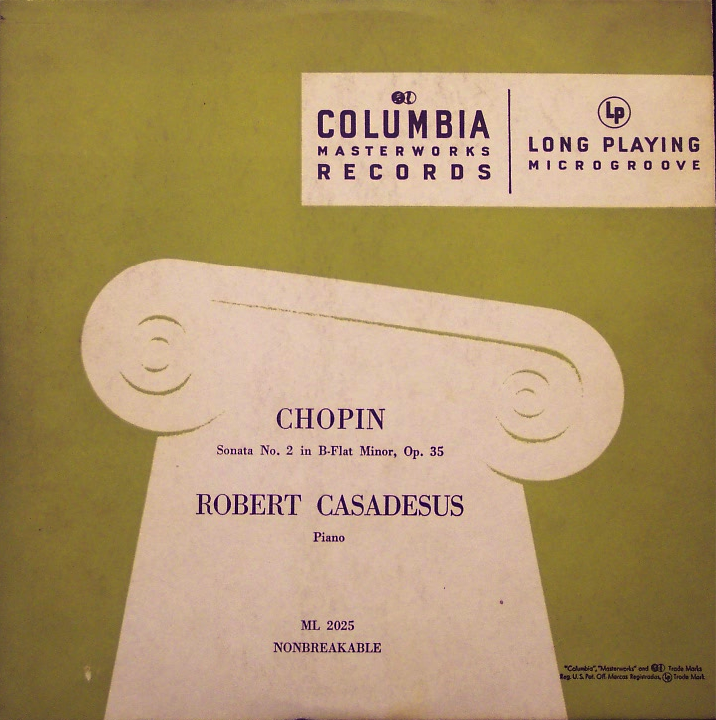 COLUMBIA
MASTERWORKS
RECORDS
LP
LONG PLAYING
MICROGROOVE
CHOPIN
Sonata No. 2 in B-Flat Minor, Op. 35
ROBERT CASADESUS
Piano
ML 2025
NONBREAKABLE
"Columbia", "Masterworks" and Trade Marks
Reg. U. S. Pat. Off. Marcas Registradas, LP Trade Mark